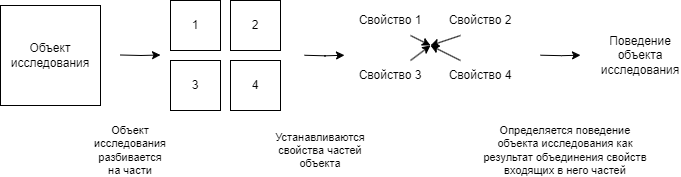 Объект
исследования
1
2
3
4
Свойство 1
Свойство 2
Свойство 3
Свойство 4
Поведение
объекта
исследования
Объект
исследования
разбивается
на части
Устанавливаются
свойства частей
объекта
Определяется поведение
объекта исследования как
результат объединения свойств
входящих в него частей